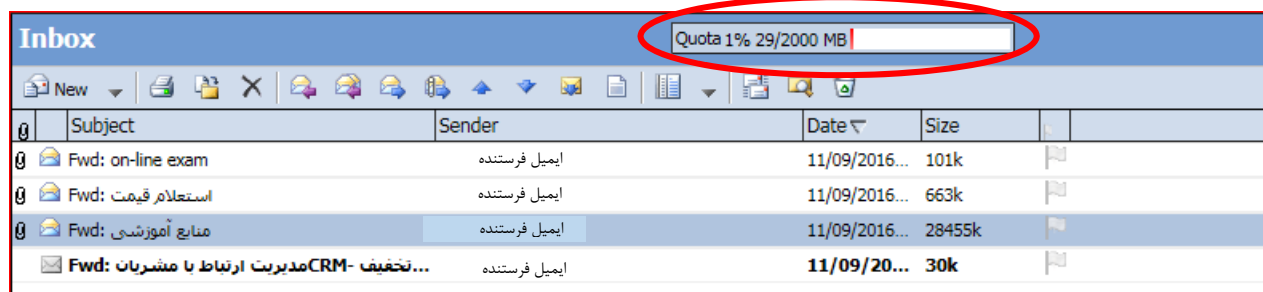 Inbox
Quota 1% 29/2000 MB
New
Subject Sender Date Size
Fwd: on-line exam ایمیل فرستنده 11/09/2016... 101k
Fwd: استعلام قیمت ایمیل فرستنده 11/09/2016... 663k
Fwd: منابع آموزشی ایمیل فرستنده 11/09/2016... 28455k
Fwd: مدیریت ارتباط با مشریات CRM- تخفیف... ایمیل فرستنده 11/09/20... 30k